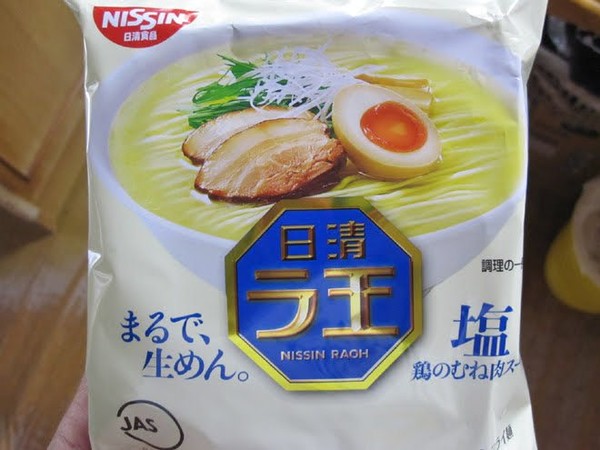 NISSIN
日清食品
日清
ラ王
NISSIN RAOH
調理の一
まるで、
生めん。
塩
鶏のむね肉スー
JAS